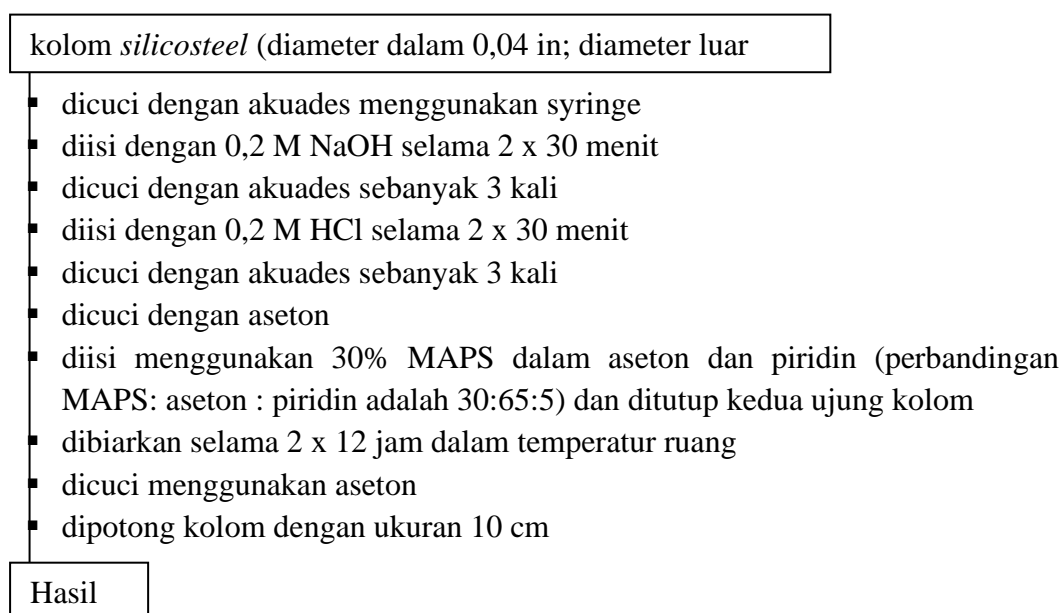 kolom silicosteel (diameter dalam 0,04 in; diameter luar
▪ dicuci dengan akuades menggunakan syringe
▪ diisi dengan 0,2 M NaOH selama 2 x 30 menit
▪ dicuci dengan akuades sebanyak 3 kali
▪ diisi dengan 0,2 M HCl selama 2 x 30 menit
▪ dicuci dengan akuades sebanyak 3 kali
▪ dicuci dengan aseton
▪ diisi menggunakan 30% MAPS dalam aseton dan piridin (perbandingan
MAPS: aseton : piridin adalah 30:65:5) dan ditutup kedua ujung kolom
▪ dibiarkan selama 2 x 12 jam dalam temperatur ruang
▪ dicuci menggunakan aseton
▪ dipotong kolom dengan ukuran 10 cm
Hasil